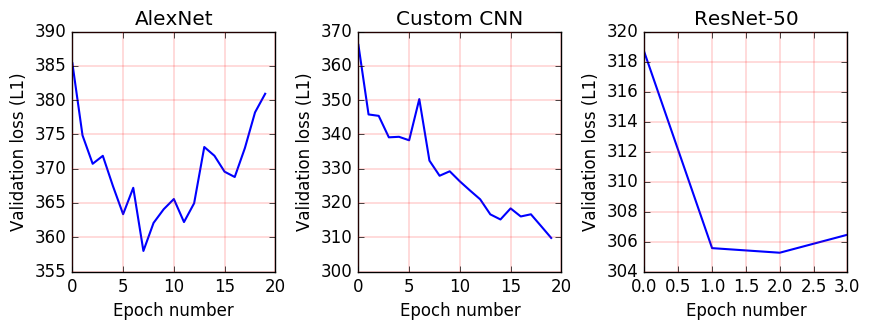 AlexNet
Custom CNN
ResNet-50
390
385
380
375
370
365
360
355
Validation loss (L1)
0 5 10 15 20
Epoch number
370
360
350
340
330
320
310
300
Validation loss (L1)
0 5 10 15 20
Epoch number
320
318
316
314
312
310
308
306
304
Validation loss (L1)
0.0 0.5 1.0 1.5 2.0 2.5 3.0
Epoch number